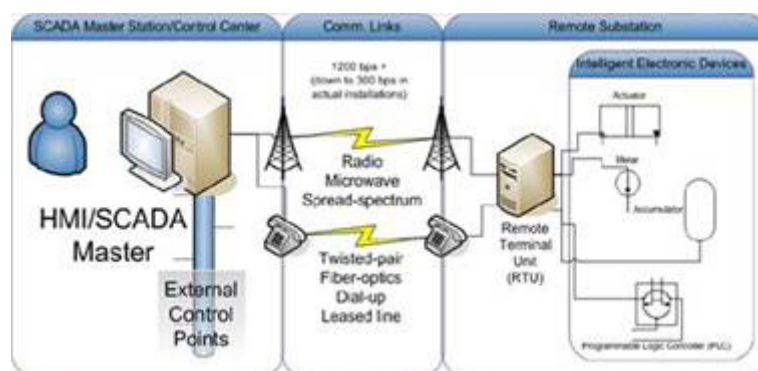 SCADA Master Station/Control Center
HMI/SCADA
Master
External
Control
Points
Comm. Links
1200 bps +
(down to 300 bps in
actual installations)
Radio
Microwave
Spread-spectrum
Twisted-pair
Fiber-optics
Dial-up
Leased line
Remote Substation
Remote
Terminal
Unit
(RTU)
Intelligent Electronic Devices
Actuator
Meter
Accumulator
Programmable Logic Controller (PLC)